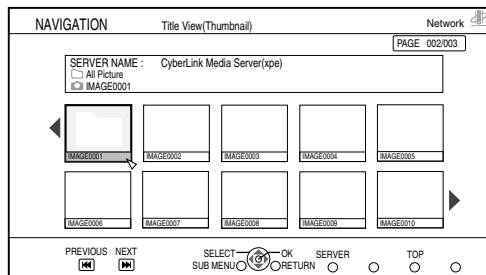 NAVIGATION Title View(Thumbnail) Network
PAGE 002/003
SERVER NAME : CyberLink Media Server(xpe)
All Picture
IMAGE0001
IMAGE0001 IMAGE0002 IMAGE0003 IMAGE0004 IMAGE0005
IMAGE0006 IMAGE0007 IMAGE0008 IMAGE0009 IMAGE0010
PREVIOUS NEXT SELECT OK SERVER TOP
SUB MENU RETURN